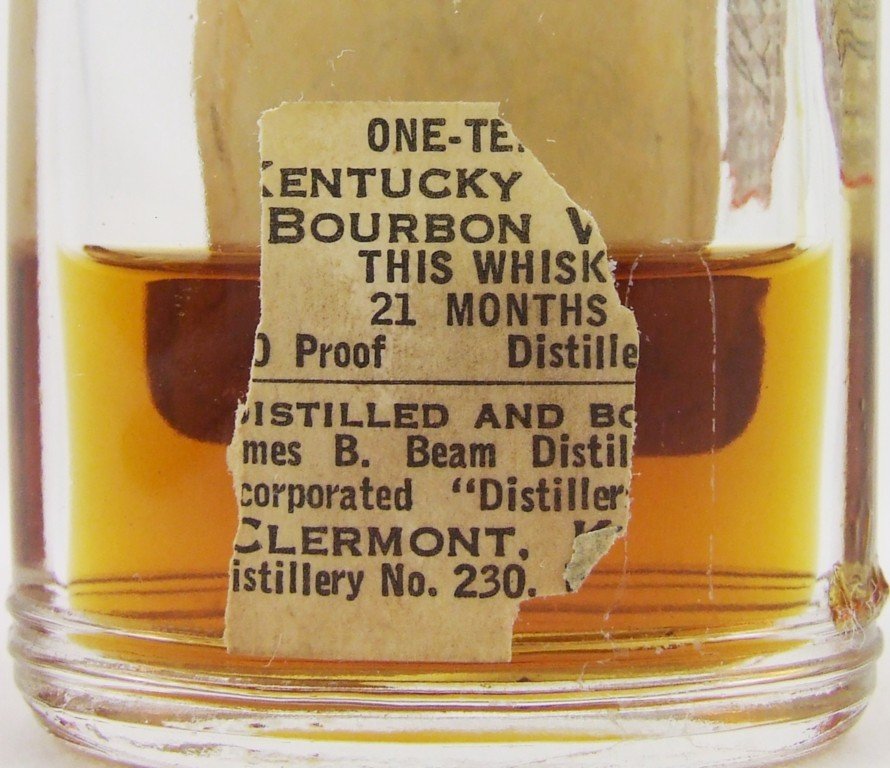 ONE-TE
KENTUCKY
BOURBON W
THIS WHISK
21 MONTHS
0 Proof Distille
DISTILLED AND BO
mes B. Beam Distil
corporated "Distiller
CLERMONT, K
istillery No. 230.